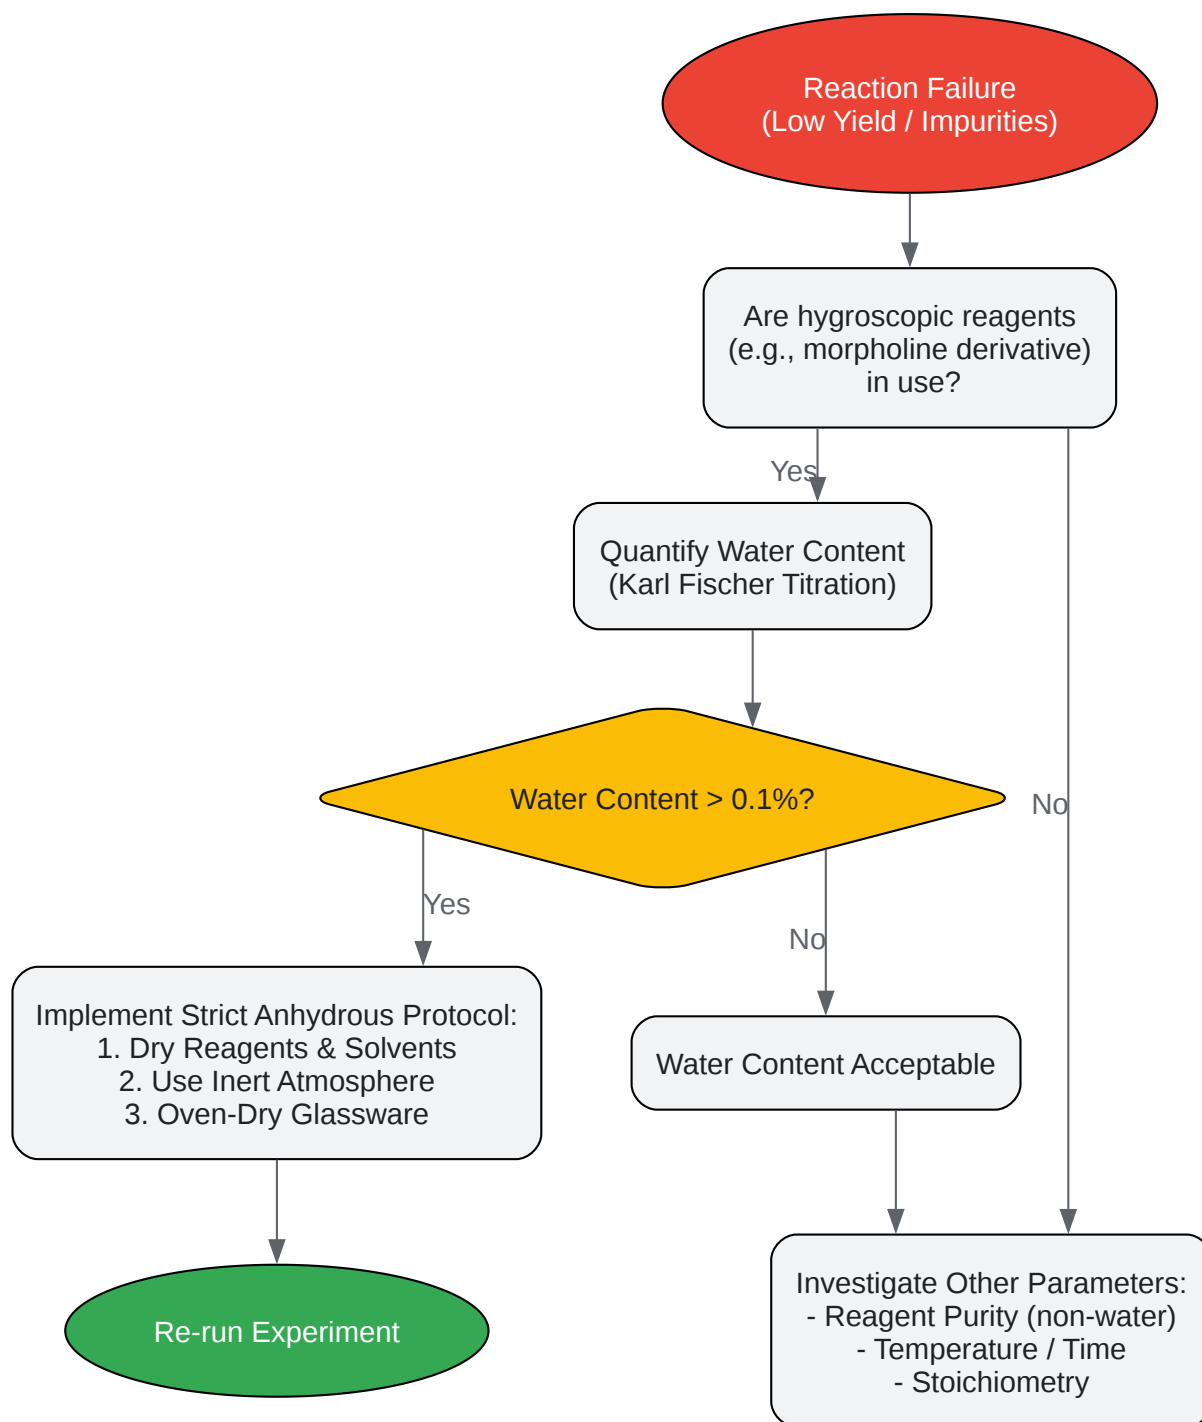 Reaction Failure
(Low Yield / Impurities)
Are hygroscopic reagents
(e.g., morpholine derivative)
in use?
Yes
Quantify Water Content
(Karl Fischer Titration)
Water Content > 0.1%?
No
Yes
No
Implement Strict Anhydrous Protocol:
1. Dry Reagents & Solvents
2. Use Inert Atmosphere
3. Oven-Dry Glassware
Water Content Acceptable
Re-run Experiment
Investigate Other Parameters:
- Reagent Purity (non-water)
- Temperature / Time
- Stoichiometry